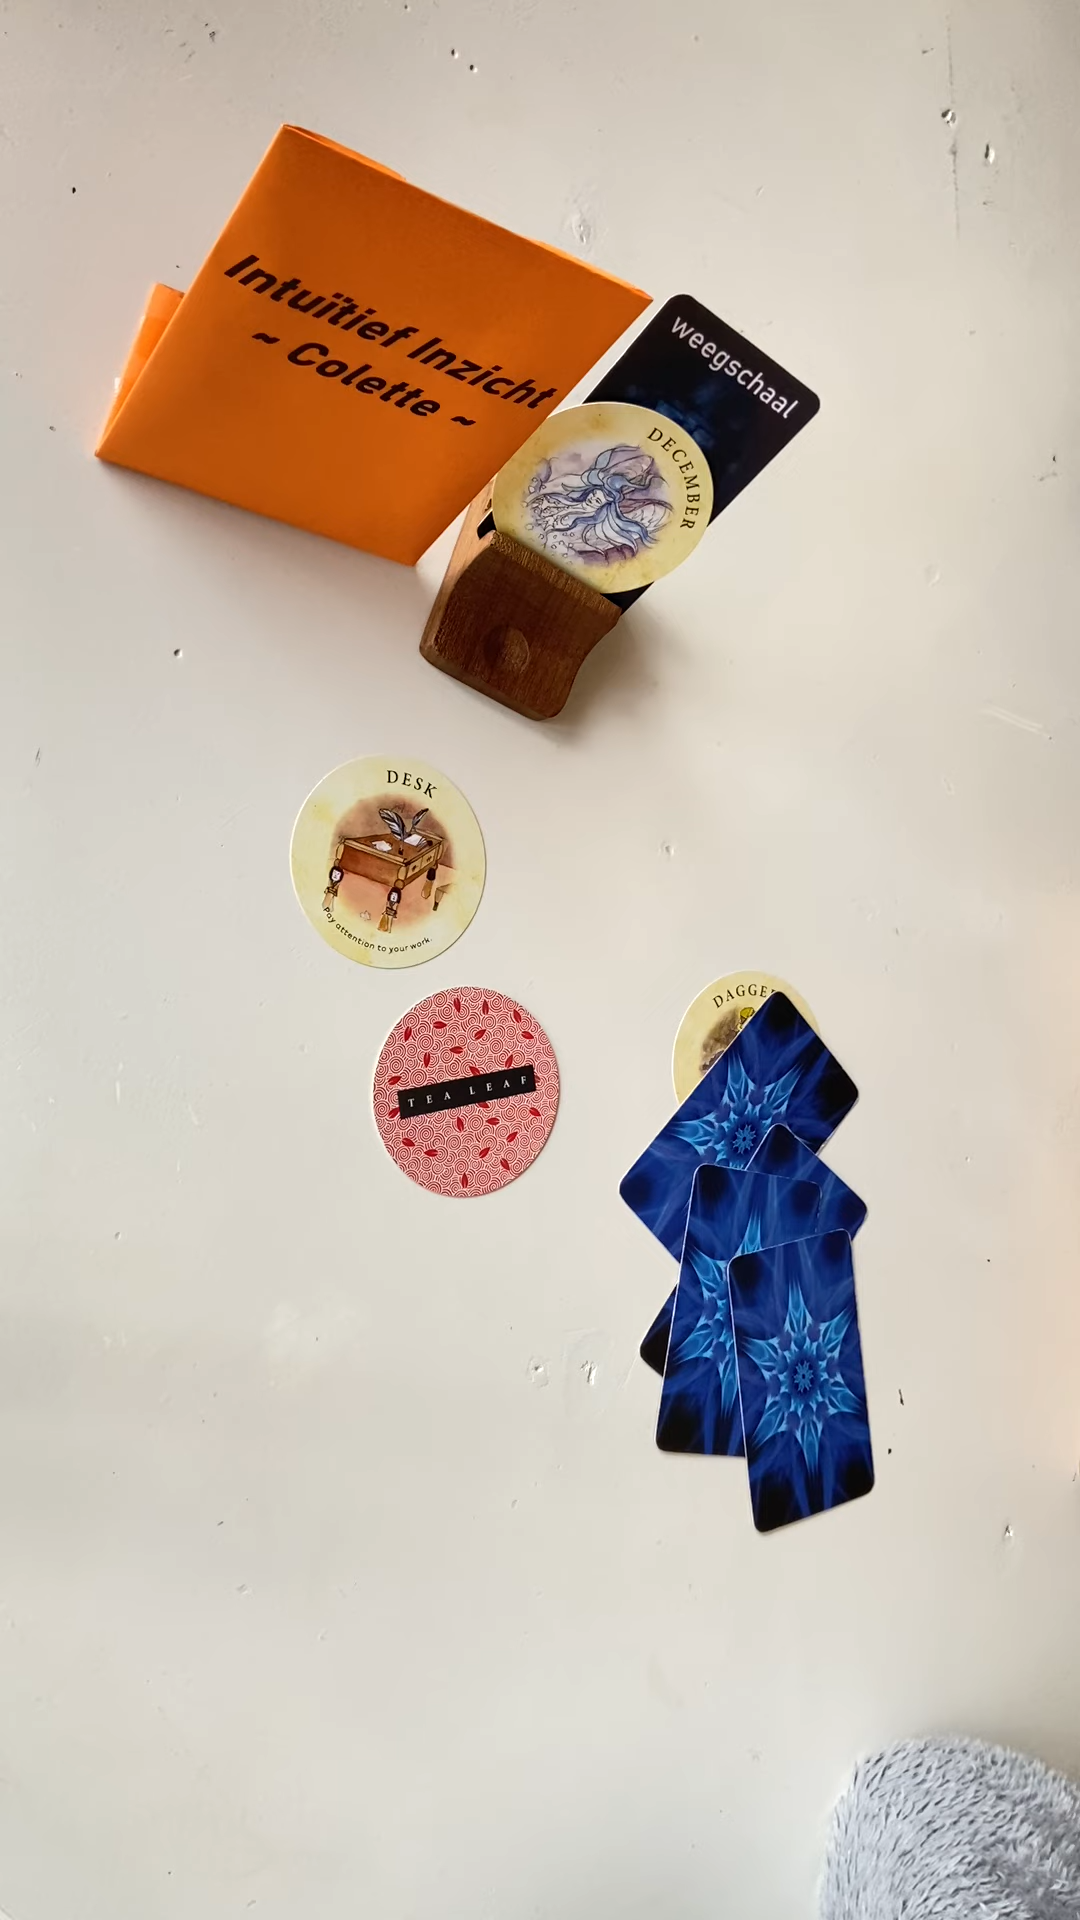 Intuïtief Inzicht
~ Colette ~
weegschaal
DECEMBER
DESK
Pay attention to your work.
TEA LEAF